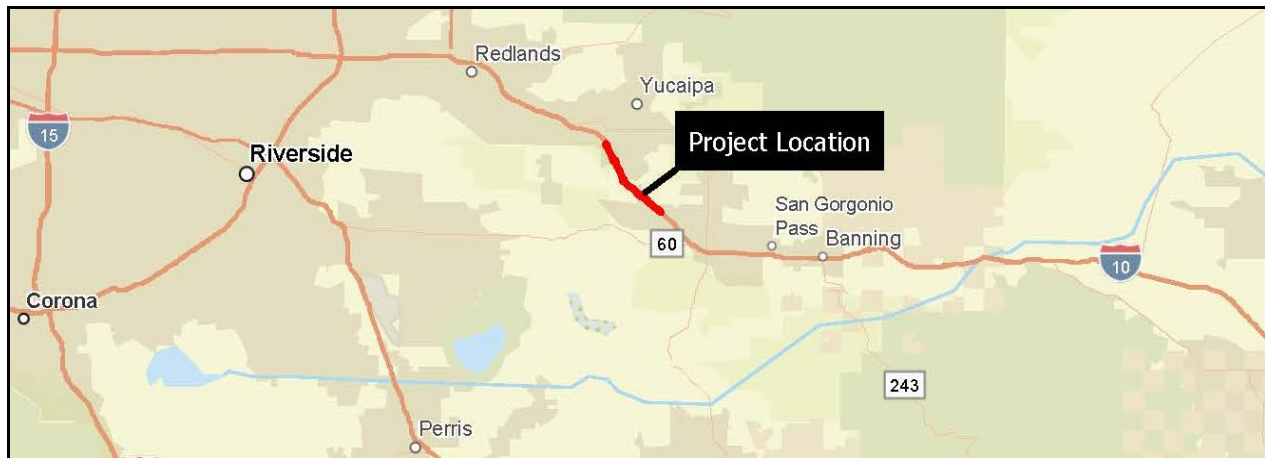 Redlands
Yucaipa
15
Project Location
Riverside
San Gorgonio
Pass
60
Banning
10
Corona
243
Perris